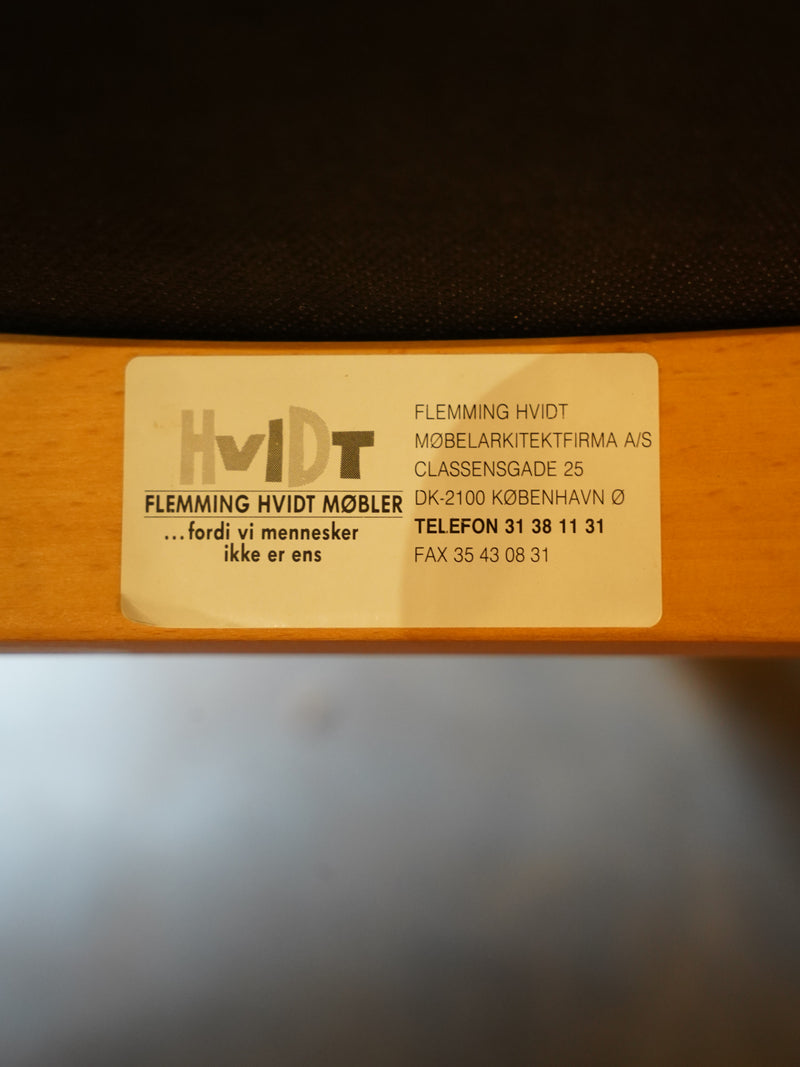 HVIDT
FLEMMING HVIDT MØBLER
...fordi vi mennesker
ikke er ens
FLEMMING HVIDT
MØBELARKITEKTFIRMA A/S
CLASSENSGADE 25
DK-2100 KØBENHAVN Ø
TELEFON 31 38 11 31
FAX 35 43 08 31